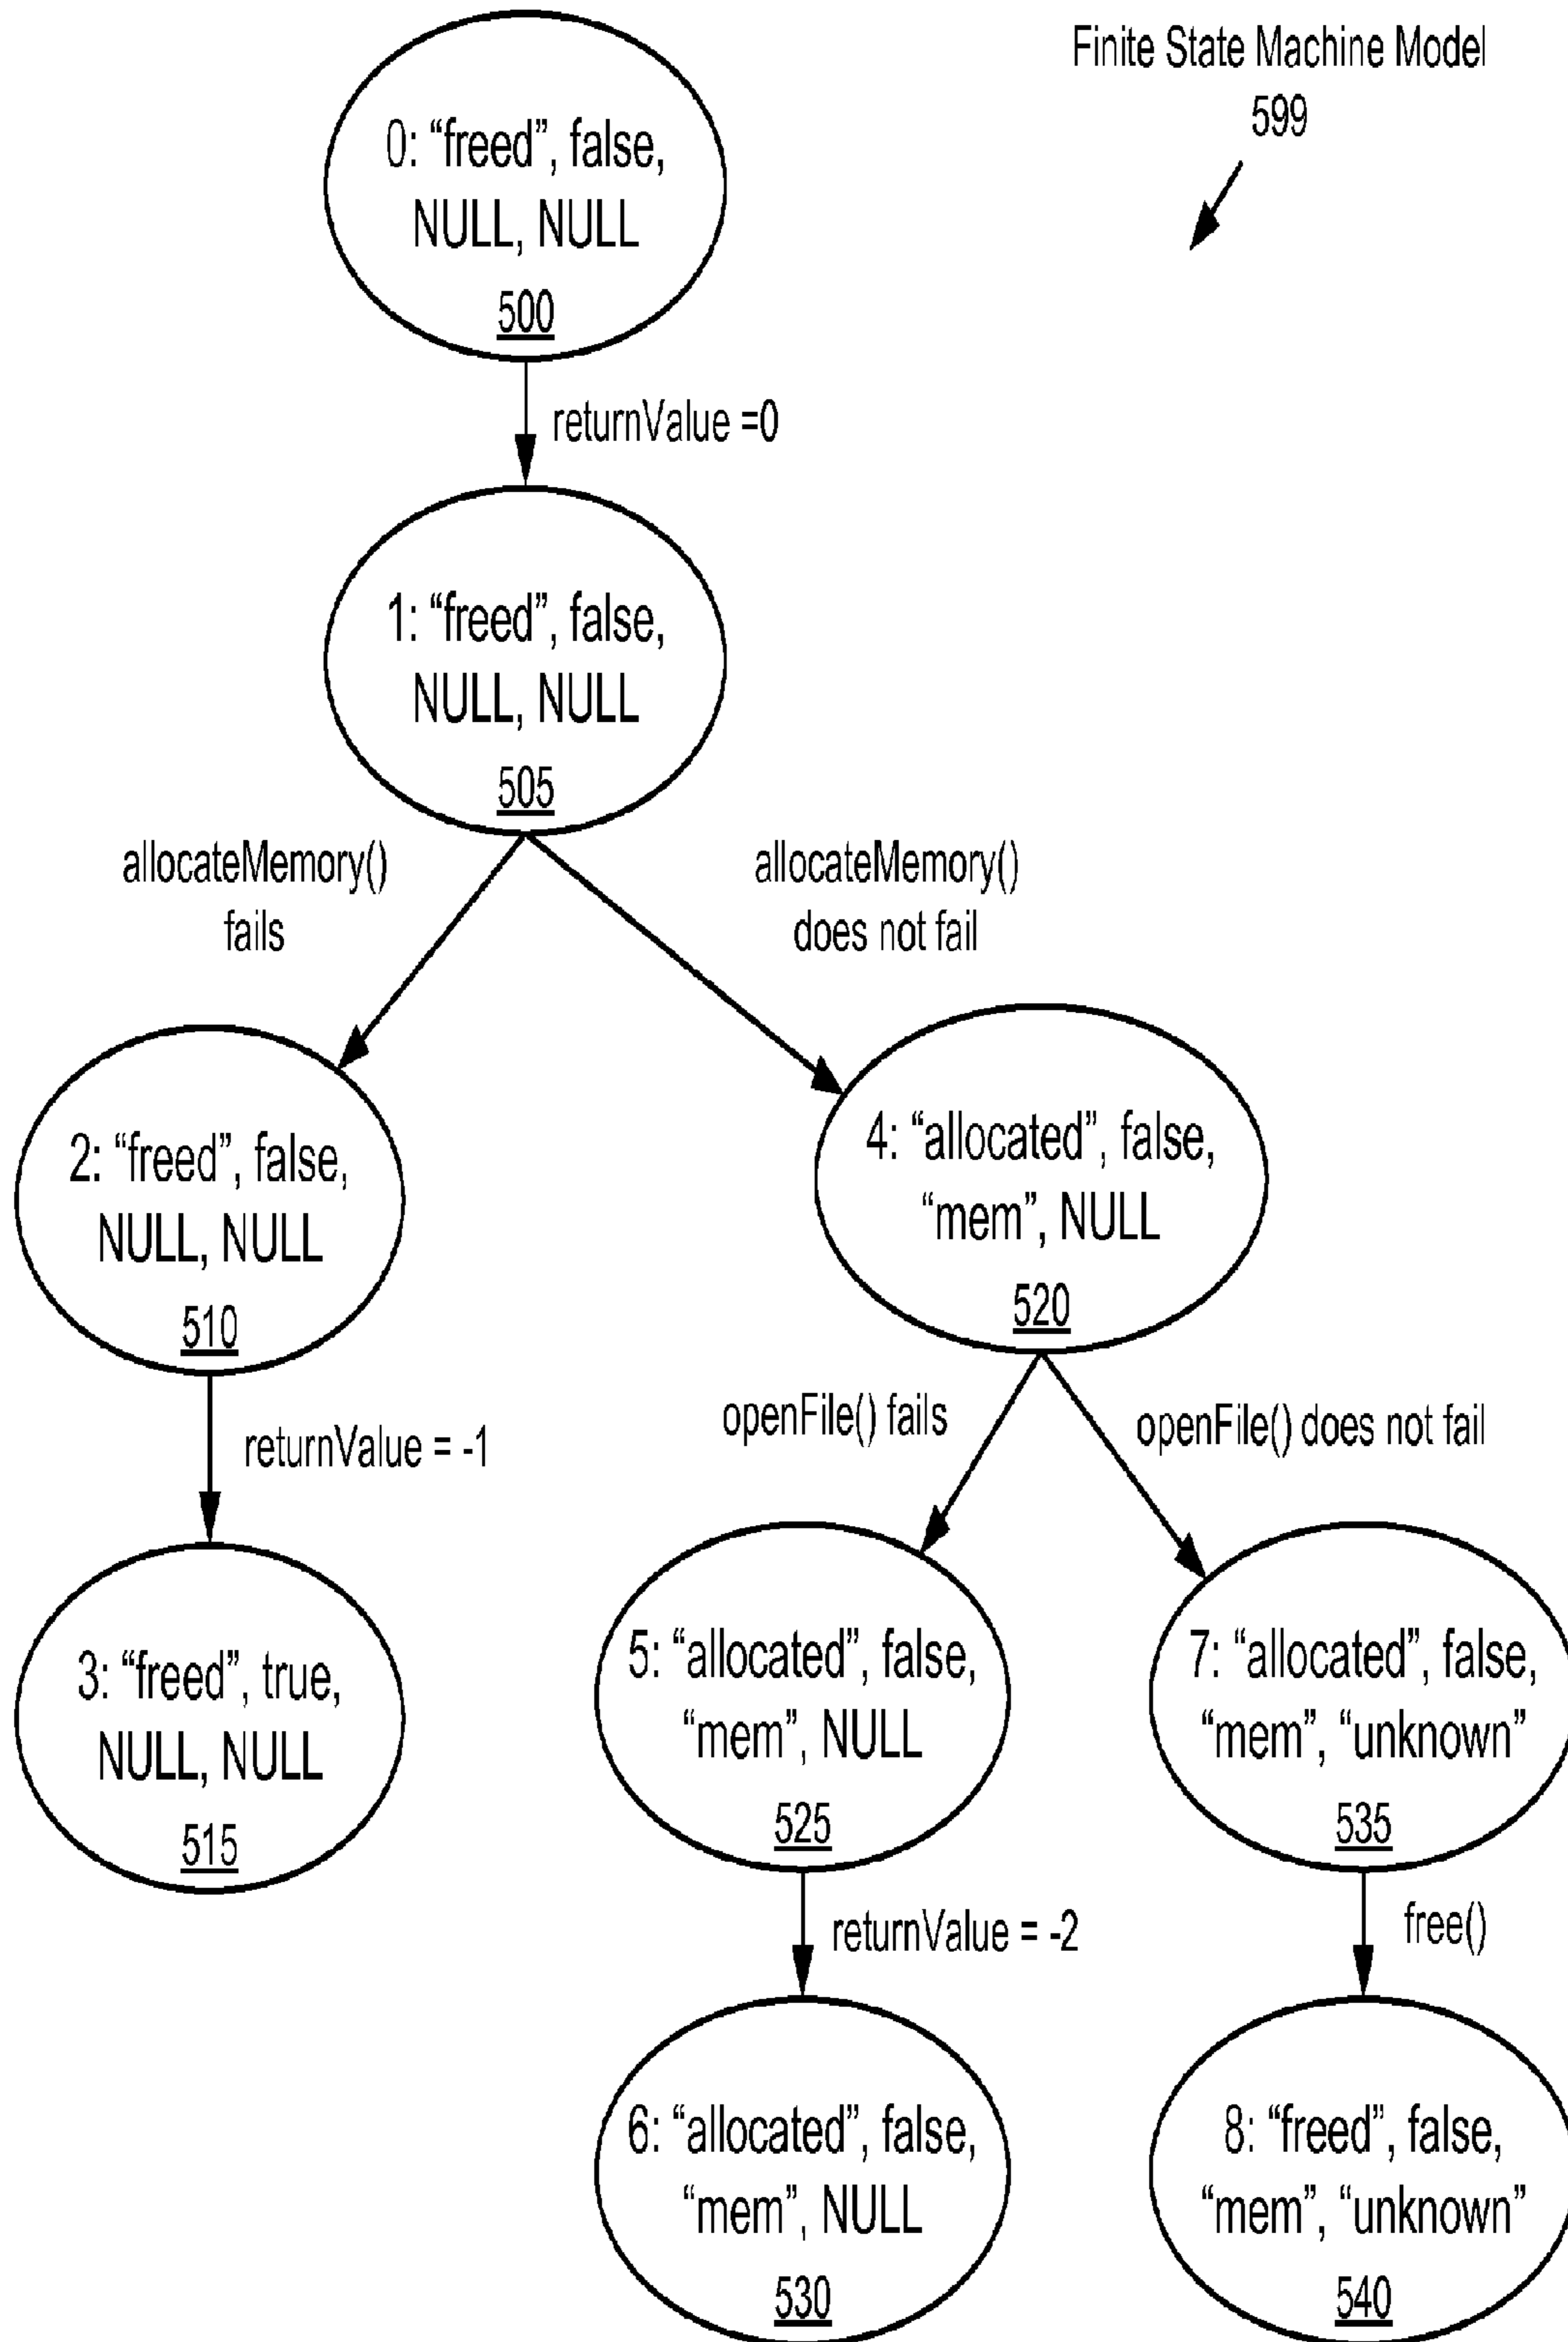 Finite State Machine Model
599
0: “freed”, false,
NULL, NULL
500
returnValue =0
1: “freed”, false,
NULL, NULL
505
allocateMemory()
fails
allocateMemory()
does not fail
2: “freed”, false,
NULL, NULL
510
4: “allocated”, false,
“mem”, NULL
520
returnValue = -1
openFile() fails
openFile() does not fail
3: “freed”, true,
NULL, NULL
515
5: “allocated”, false,
“mem”, NULL
525
7: “allocated”, false,
“mem”, “unknown”
535
returnValue = -2
free()
6: “allocated”, false,
“mem”, NULL
530
8: “freed”, false,
“mem”, “unknown”
540